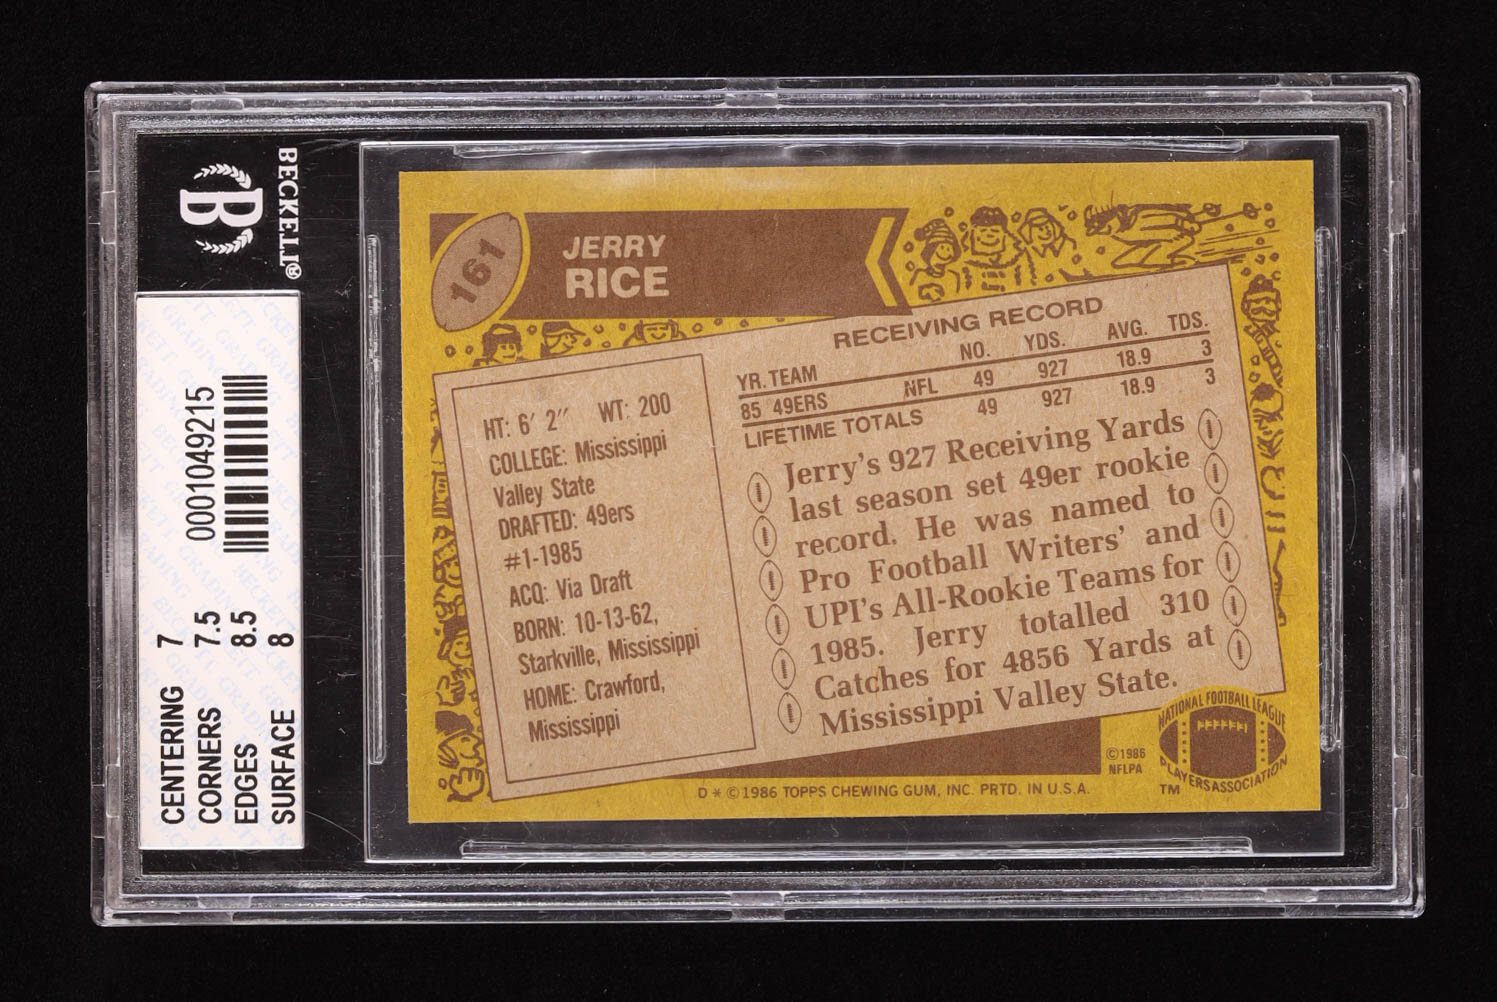 BECKETT®
B
0001049215
CENTERING 7
CORNERS 7.5
EDGES 8.5
SURFACE 8
161
JERRY
RICE
RECEIVING RECORD
YR. TEAM NO. YDS. AVG. TDS.
85 49ERS NFL 49 927 18.9 3
LIFETIME TOTALS 49 927 18.9 3
HT: 6′ 2″ WT: 200
COLLEGE: Mississippi
Valley State
DRAFTED: 49ers
#1-1985
ACQ: Via Draft
BORN: 10-13-62,
Starkville, Mississippi
HOME: Crawford,
Mississippi
Jerry's 927 Receiving Yards
last season set 49er rookie
record. He was named to
Pro Football Writers' and
UPI's All-Rookie Teams for
1985. Jerry totalled 310
Catches for 4856 Yards at
Mississippi Valley State.
©1986
NFLPA
NATIONAL FOOTBALL LEAGUE
PLAYERS ASSOCIATION
TM
D * © 1986 TOPPS CHEWING GUM, INC. PRTD. IN U.S.A.